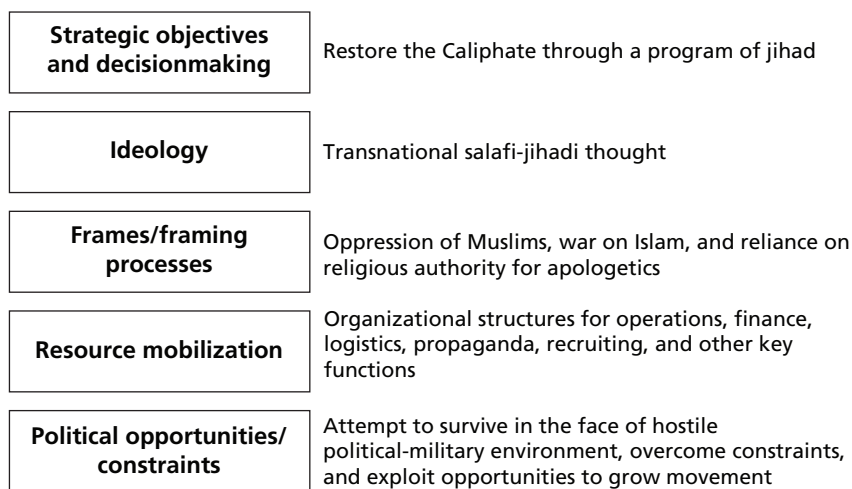 Strategic objectives
and decisionmaking
Restore the Caliphate through a program of jihad
Ideology
Transnational salafi-jihadi thought
Frames/framing
processes
Oppression of Muslims, war on Islam, and reliance on
religious authority for apologetics
Resource mobilization
Organizational structures for operations, finance,
logistics, propaganda, recruiting, and other key
functions
Political opportunities/
constraints
Attempt to survive in the face of hostile
political-military environment, overcome constraints,
and exploit opportunities to grow movement